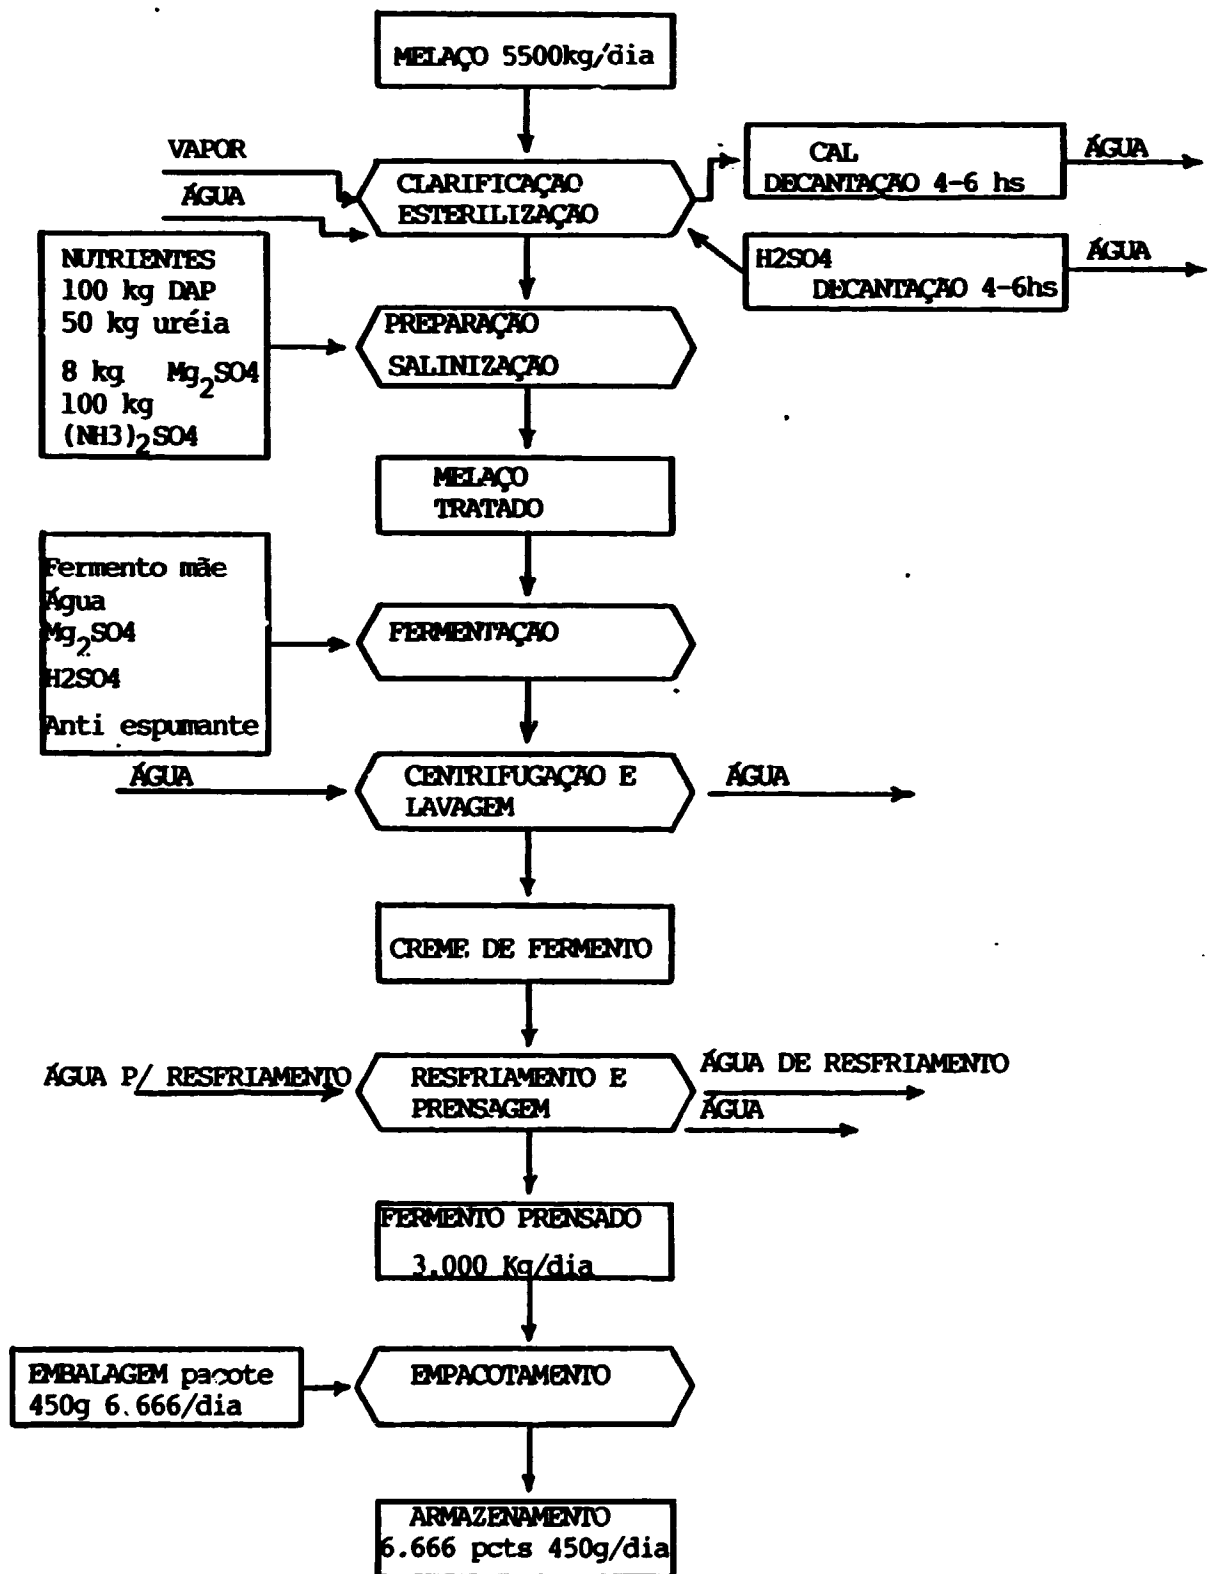 MELAÇO 5500kg/dia
VAPOR
ÁGUA
CLARIFICAÇÃO
ESTERILIZAÇÃO
CAL
DECANTAÇÃO 4-6 hs
ÁGUA
H2SO4
DECANTAÇÃO 4-6hs
ÁGUA
NUTRIENTES
100 kg DAP
50 kg uréia
8 kg Mg2SO4
100 kg
(NH3)2SO4
PREPARAÇÃO
SALINIZAÇÃO
MELAÇO
TRATADO
Fermento mãe
Água
Mg2SO4
H2SO4
Anti espumante
FERMENTAÇÃO
ÁGUA
CENTRIFUGAÇAO E
LAVAGEM
ÁGUA
CREME DE FERMENTO
ÁGUA P/ RESFRIAMENTO
RESFRIAMENTO E
PRENSAGEM
ÁGUA DE RESFRIAMENTO
ÁGUA
FERMENTO PRENSADO
3.000 Kg/dia
EMBALAGEM pacote
450g 6.666/dia
EMPACOTAMENTO
ARMAZENAMENTO
6.666 pcts 450g/dia